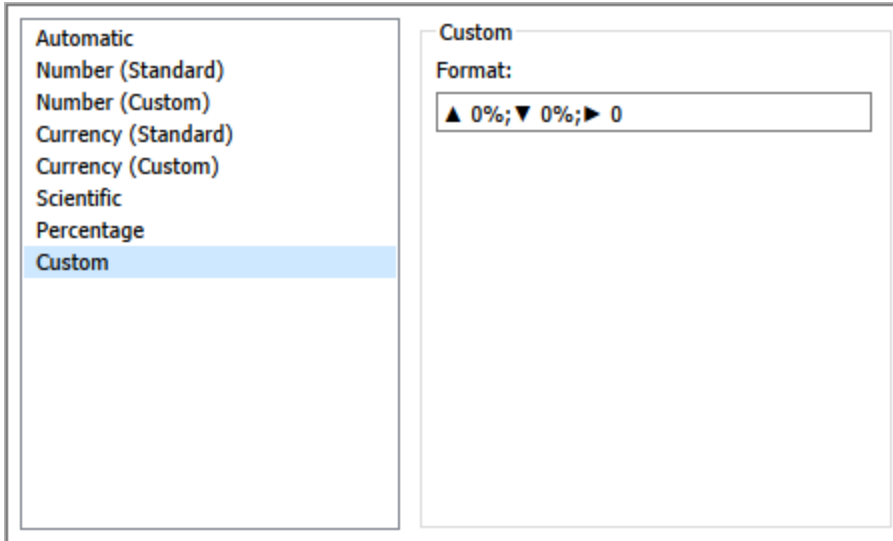 Automatic
Number (Standard)
Number (Custom)
Currency (Standard)
Currency (Custom)
Scientific
Percentage
Custom
Custom
Format:
▲ 0%;▼ 0%;► 0